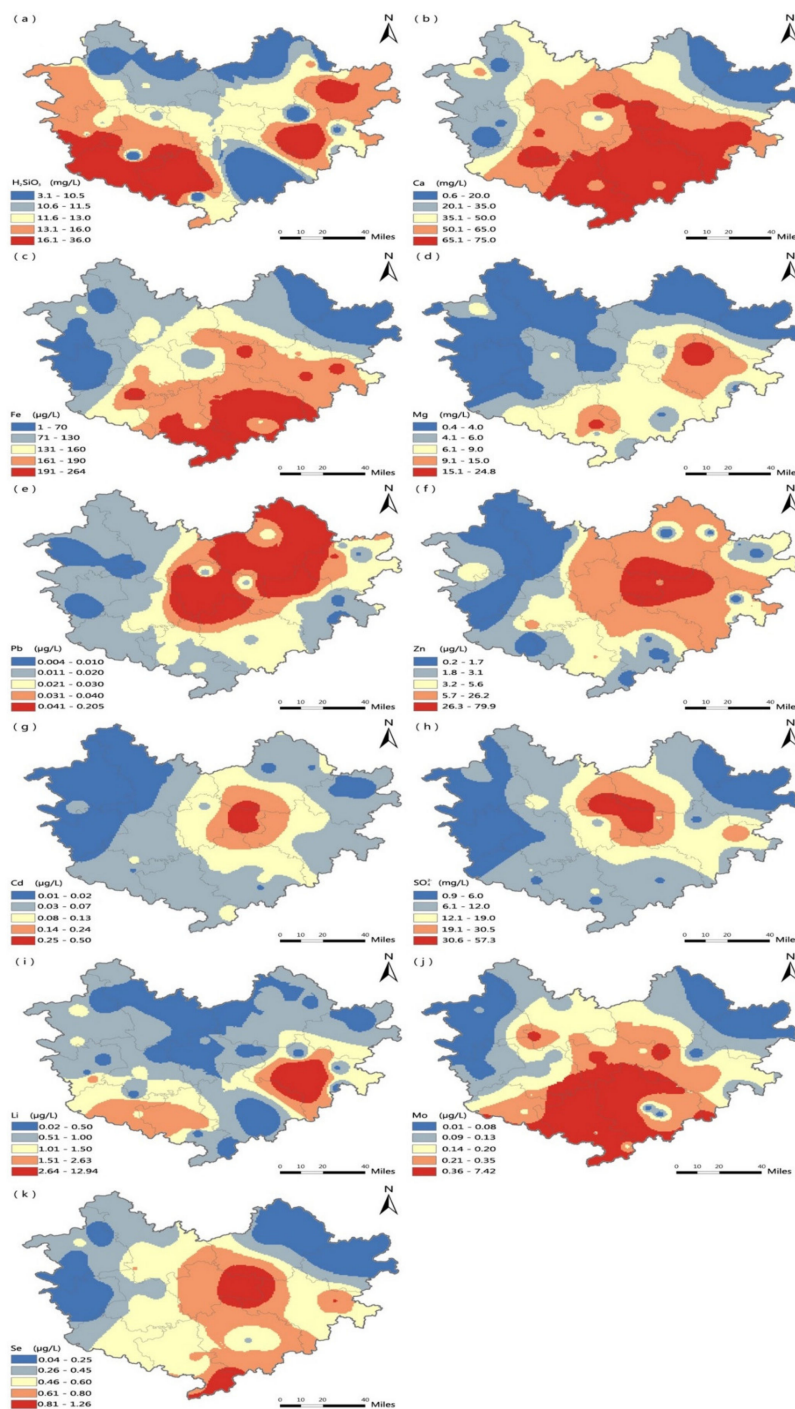 (a)
N
H₂SiO₃ (mg/L)
3.1 - 10.5
10.6 - 11.5
11.6 - 13.0
13.1 - 16.0
16.1 - 36.0
0 10 20 40
Miles
(b)
N
Ca (mg/L)
0.6 - 20.0
20.1 - 35.0
35.1 - 50.0
50.1 - 65.0
65.1 - 75.0
0 10 20 40
Miles
(c)
N
Fe (μg/L)
1 - 70
71 - 130
131 - 160
161 - 190
191 - 264
0 10 20 40
Miles
(d)
N
Mg (mg/L)
0.4 - 4.0
4.1 - 6.0
6.1 - 9.0
9.1 - 15.0
15.1 - 24.8
0 10 20 40
Miles
(e)
N
Pb (μg/L)
0.004 - 0.010
0.011 - 0.020
0.021 - 0.030
0.031 - 0.040
0.041 - 0.205
0 10 20 40
Miles
(f)
N
Zn (μg/L)
0.2 - 1.7
1.8 - 3.1
3.2 - 5.6
5.7 - 26.2
26.3 - 79.9
0 10 20 40
Miles
(g)
N
Cd (μg/L)
0.01 - 0.02
0.03 - 0.07
0.08 - 0.13
0.14 - 0.24
0.25 - 0.50
0 10 20 40
Miles
(h)
N
SO₄²⁻ (mg/L)
0.9 - 6.0
6.1 - 12.0
12.1 - 19.0
19.1 - 30.5
30.6 - 57.3
0 10 20 40
Miles
(i)
N
Li (μg/L)
0.02 - 0.50
0.51 - 1.00
1.01 - 1.50
1.51 - 2.63
2.64 - 12.94
0 10 20 40
Miles
(j)
N
Mo (μg/L)
0.01 - 0.08
0.09 - 0.13
0.14 - 0.20
0.21 - 0.35
0.36 - 7.42
0 10 20 40
Miles
(k)
N
Se (μg/L)
0.04 - 0.25
0.26 - 0.45
0.46 - 0.60
0.61 - 0.80
0.81 - 1.26
0 10 20 40
Miles